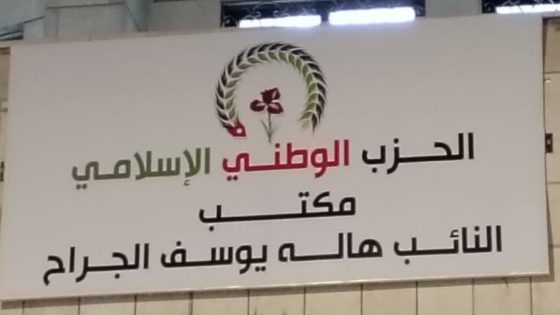 الحزب الوطني الإسلامي
مكتب
النائب هاله يوسف الجراح